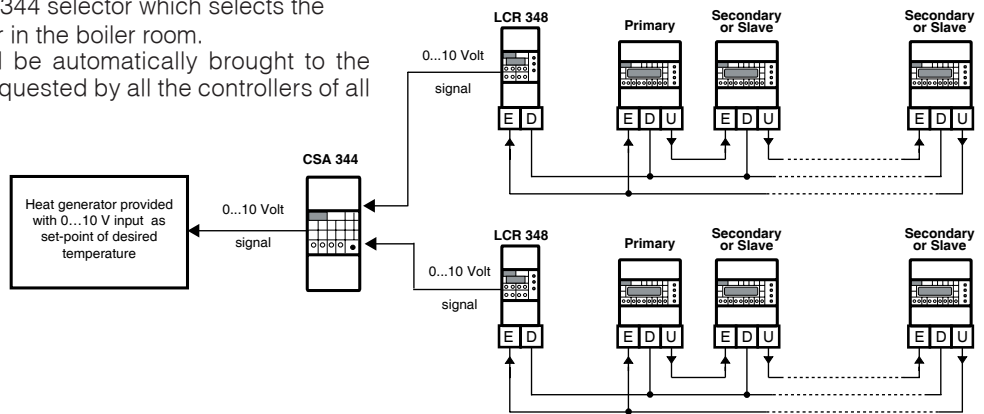 344 selector which selects the
r in the boiler room.
l be automatically brought to the
quested by all the controllers of all
LCR 348
Primary
Secondary
or Slave
Secondary
or Slave
0...10 Volt
signal
E D
E D U
E D U
E D U
CSA 344
Heat generator provided
with 0...10 V input as
set-point of desired
temperature
0...10 Volt
signal
LCR 348
Primary
Secondary
or Slave
Secondary
or Slave
0...10 Volt
signal
E D
E D U
E D U
E D U